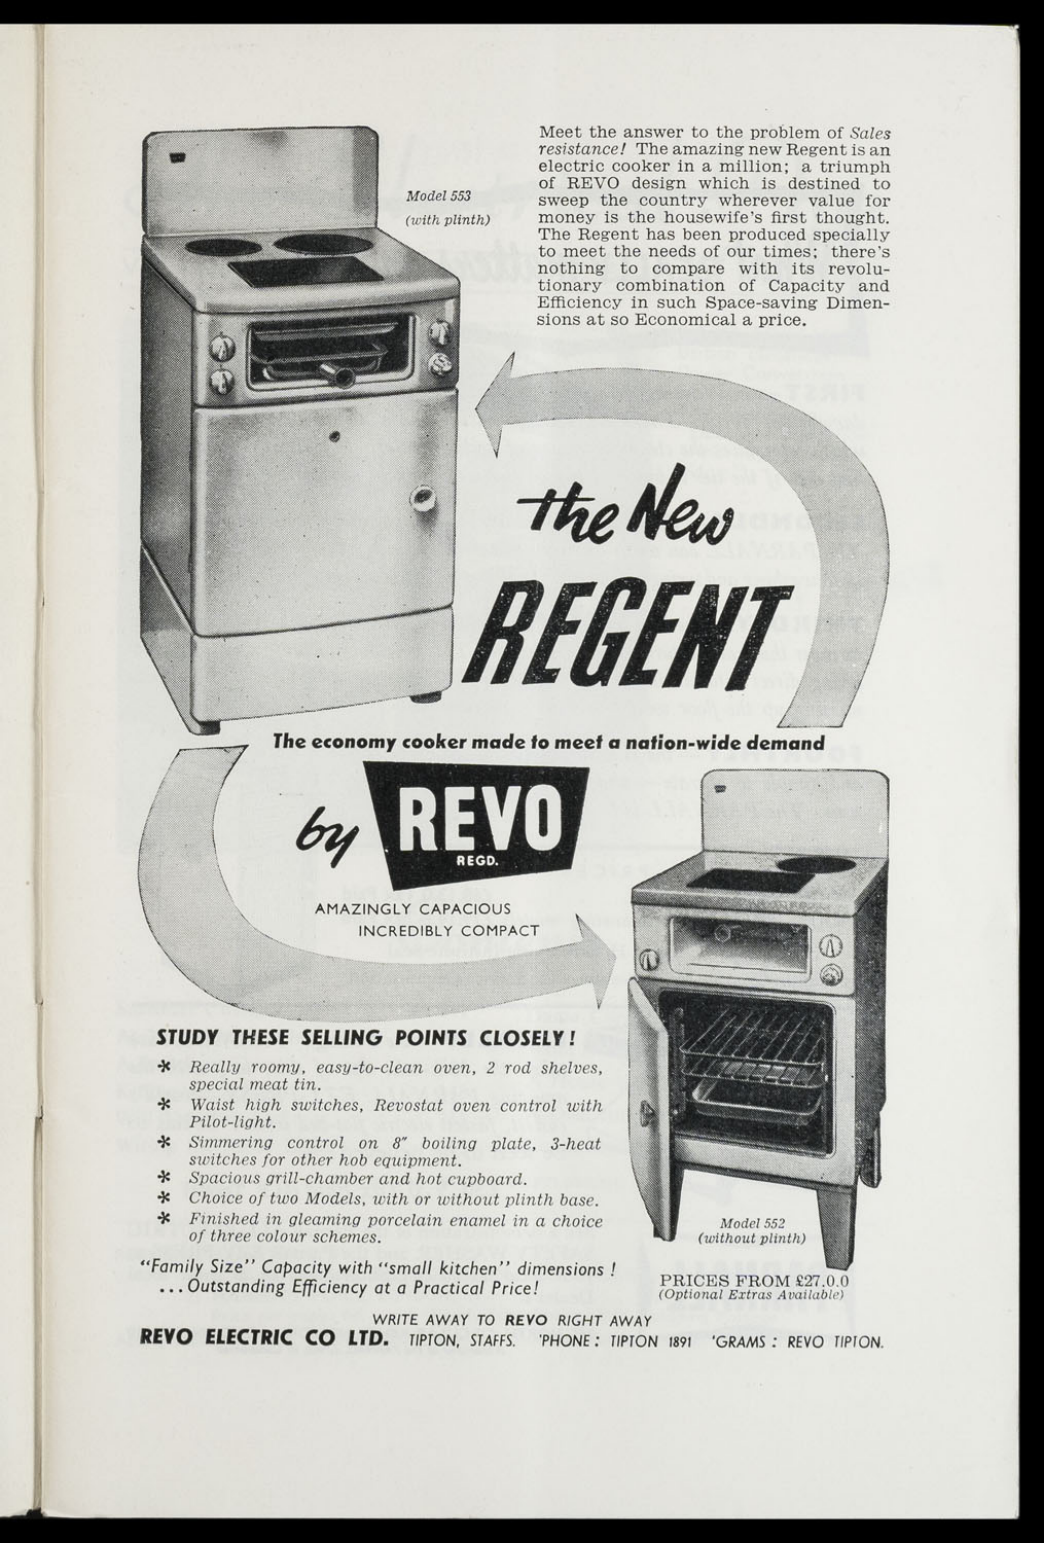 Model 553
(with plinth)
Meet the answer to the problem of Sales
resistance! The amazing new Regent is an
electric cooker in a million; a triumph
of REVO design which is destined to
sweep the country wherever value for
money is the housewife's first thought.
The Regent has been produced specially
to meet the needs of our times; there's
nothing to compare with its revolu-
tionary combination of Capacity and
Efficiency in such Space-saving Dimen-
sions at so Economical a price.
the New
REGENT
The economy cooker made to meet a nation-wide demand
by REVO
REGD.
AMAZINGLY CAPACIOUS
INCREDIBLY COMPACT
STUDY THESE SELLING POINTS CLOSELY!
* Really roomy, easy-to-clean oven, 2 rod shelves,
special meat tin.
* Waist high switches, Revostat oven control with
Pilot-light.
* Simmering control on 8″ boiling plate, 3-heat
switches for other hob equipment.
* Spacious grill-chamber and hot cupboard.
* Choice of two Models, with or without plinth base.
* Finished in gleaming porcelain enamel in a choice
of three colour schemes.
"Family Size" Capacity with "small kitchen" dimensions !
...Outstanding Efficiency at a Practical Price!
Model 552
(without plinth)
PRICES FROM £27.0.0
(Optional Extras Available)
WRITE AWAY TO REVO RIGHT AWAY
REVO ELECTRIC CO LTD. TIPTON, STAFFS. 'PHONE: TIPTON 1891 'GRAMS: REVO TIPTON.